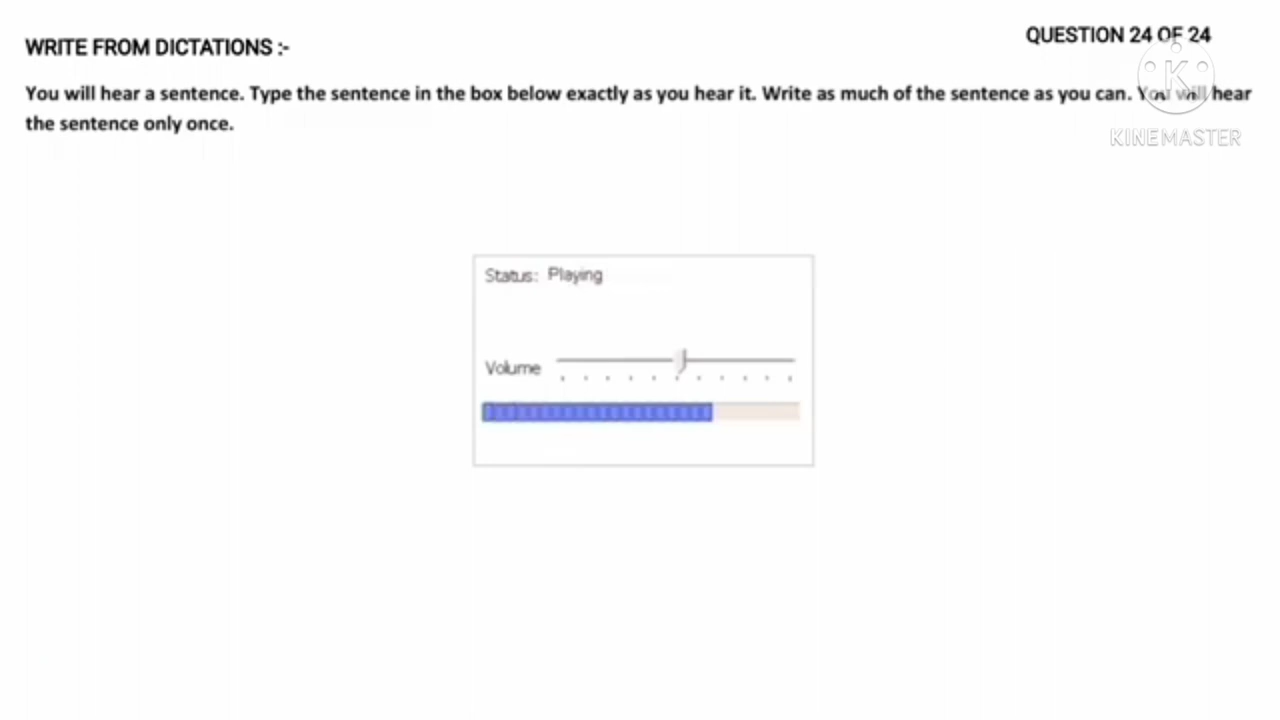 WRITE FROM DICTATIONS :-
QUESTION 24 OF 24
You will hear a sentence. Type the sentence in the box below exactly as you hear it. Write as much of the sentence as you can. You will hear
the sentence only once.
K
KINEMASTER
Status: Playing
Volume